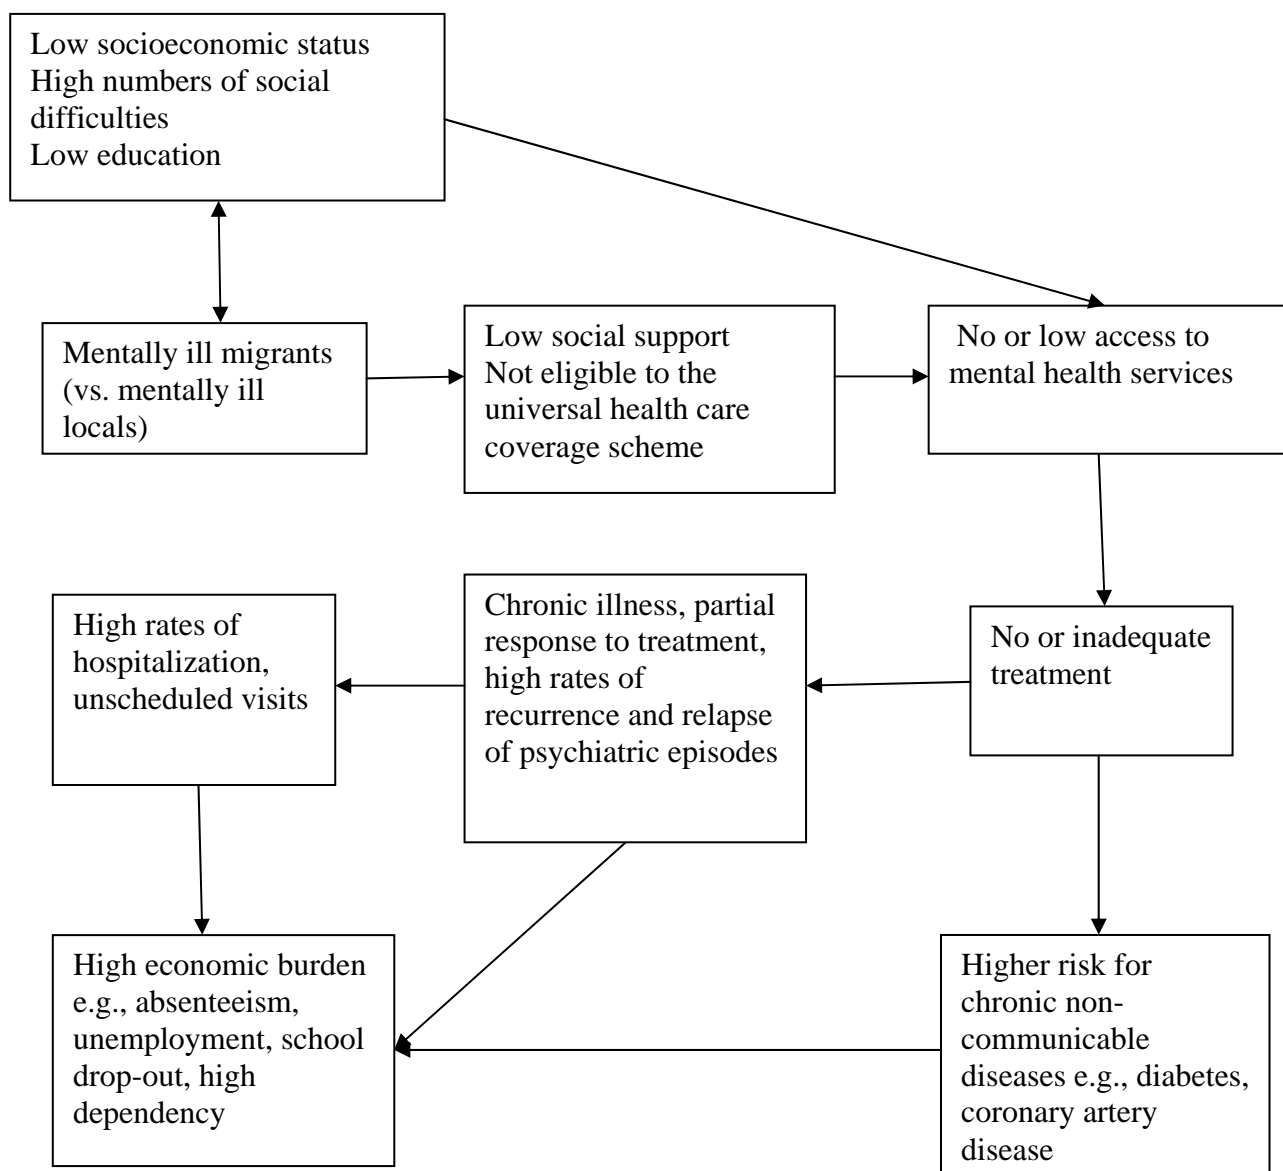 Low socioeconomic status
High numbers of social
difficulties
Low education
Mentally ill migrants
(vs. mentally ill
locals)
Low social support
Not eligible to the
universal health care
coverage scheme
No or low access to
mental health services
High rates of
hospitalization,
unscheduled visits
Chronic illness, partial
response to treatment,
high rates of
recurrence and relapse
of psychiatric episodes
No or inadequate
treatment
High economic burden
e.g., absenteeism,
unemployment, school
drop-out, high
dependency
Higher risk for
chronic non-
communicable
diseases e.g., diabetes,
coronary artery
disease